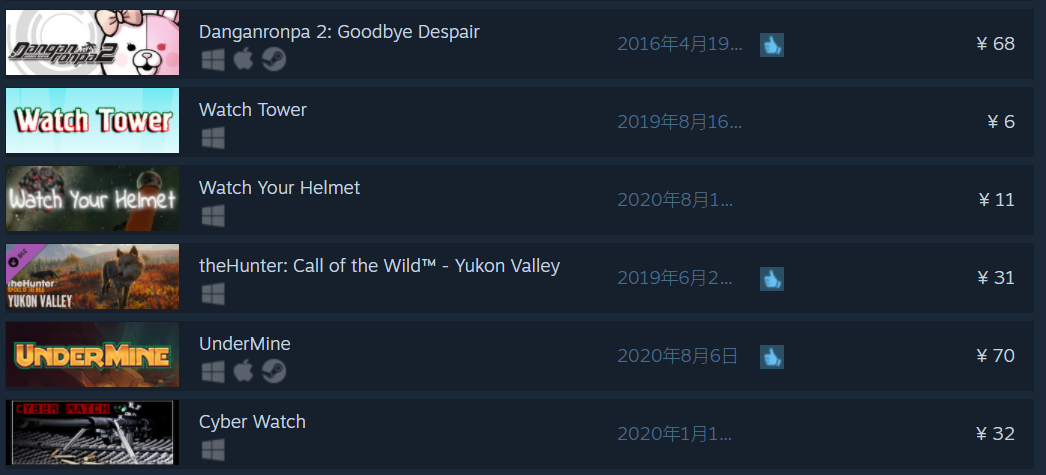 Danganronpa 2
Danganronpa 2: Goodbye Despair
2016年4月19...
¥ 68
Watch Tower
Watch Tower
2019年8月16...
¥ 6
Watch Your Helmet
Watch Your Helmet
2020年8月1...
¥ 11
DLC
theHunter
CALL OF THE WILD
YUKON VALLEY
theHunter: Call of the Wild™ - Yukon Valley
2019年6月2...
¥ 31
UNDERMINE
UnderMine
2020年8月6日
¥ 70
CYBER WATCH
Cyber Watch
2020年1月1...
¥ 32